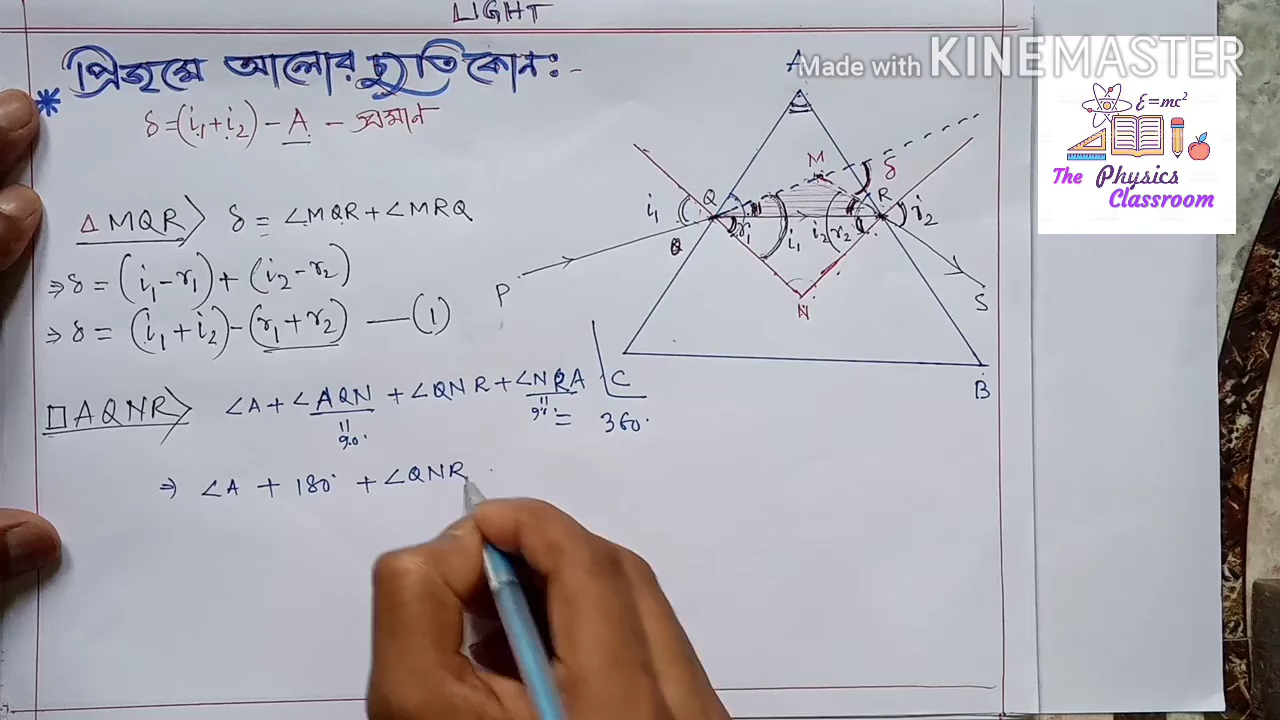 LIGHT
প্রিজমে আলোর চ্যুতি কোন :-
δ = (i₁+i₂) - A - প্রমান
△MQR> δ = ∠MQR + ∠MRQ
⇒ δ = (i₁-r₁) + (i₂-r₂)
⇒ δ = (i₁+i₂) - (r₁+r₂) —(1)
□AQNR> ∠A + ∠AQN + ∠QNR + ∠NRA
90° 90° = 360°
⇒ ∠A + 180° + ∠QNR
A
M
δ
Q
R
i₁
r₁
i₁
i₂
r₂
i₂
Q
P
N
S
C
B
Made with KINEMASTER
Ɛ=mc²
The Physics
Classroom